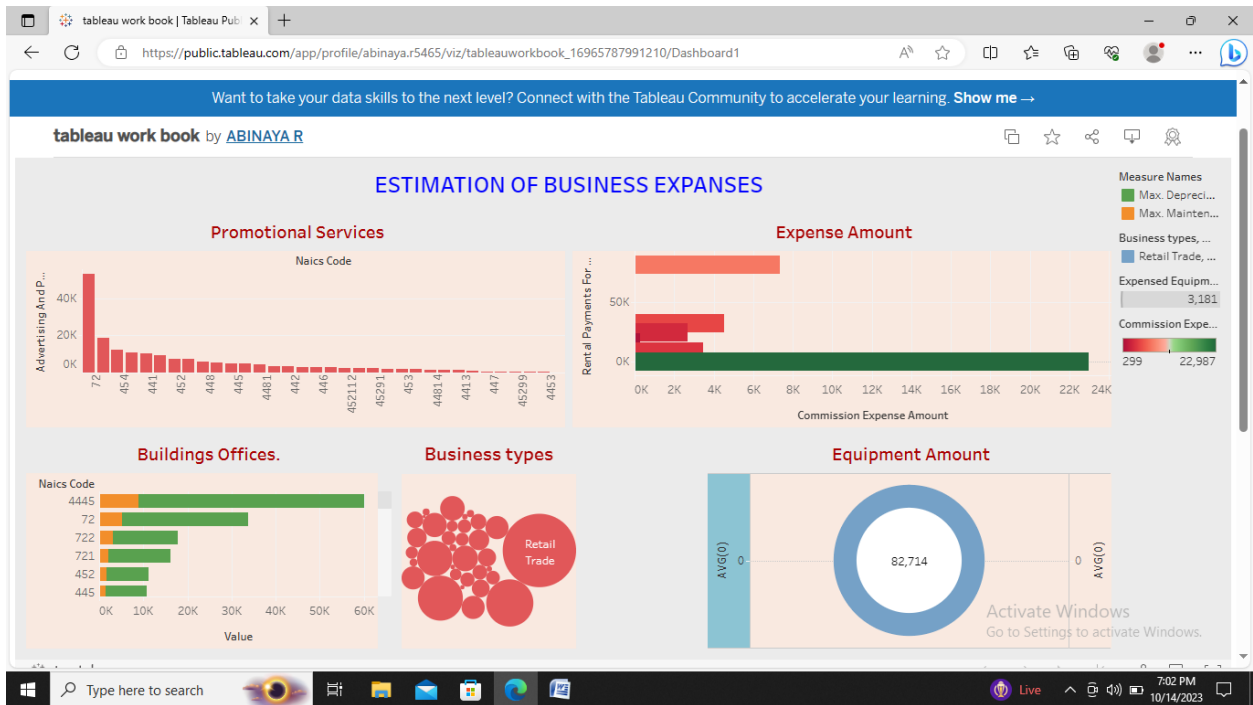 tableau work book | Tableau Pub
https://public.tableau.com/app/profile/abinaya.r5465/viz/tableauworkbook_16965787991210/Dashboard1
Want to take your data skills to the next level? Connect with the Tableau Community to accelerate your learning. Show me →
tableau work book by ABINAYA R
ESTIMATION OF BUSINESS EXPANSES
Measure Names
Max. Depreci...
Max. Mainten...
Business types, ...
Retail Trade, ...
Expensed Equipm...
3,181
Commission Expe...
299 22,987
Promotional Services
Naics Code
Advertising And P...
40K
20K
0K
72 454 441 452 448 445 4481 442 446 452112 45291 453 44814 4413 447 45299 4453
Expense Amount
Rental Payments For ...
50K
0K
0K 2K 4K 6K 8K 10K 12K 14K 16K 18K 20K 22K 24K
Commission Expense Amount
Buildings Offices.
Naics Code
4445
72
722
721
452
445
0K 10K 20K 30K 40K 50K 60K
Value
Business types
Retail
Trade
Equipment Amount
AVG(0)
0
82,714
0
AVG(0)
Activate Windows
Go to Settings to activate Windows.
Type here to search
Live
7:02 PM
10/14/2023